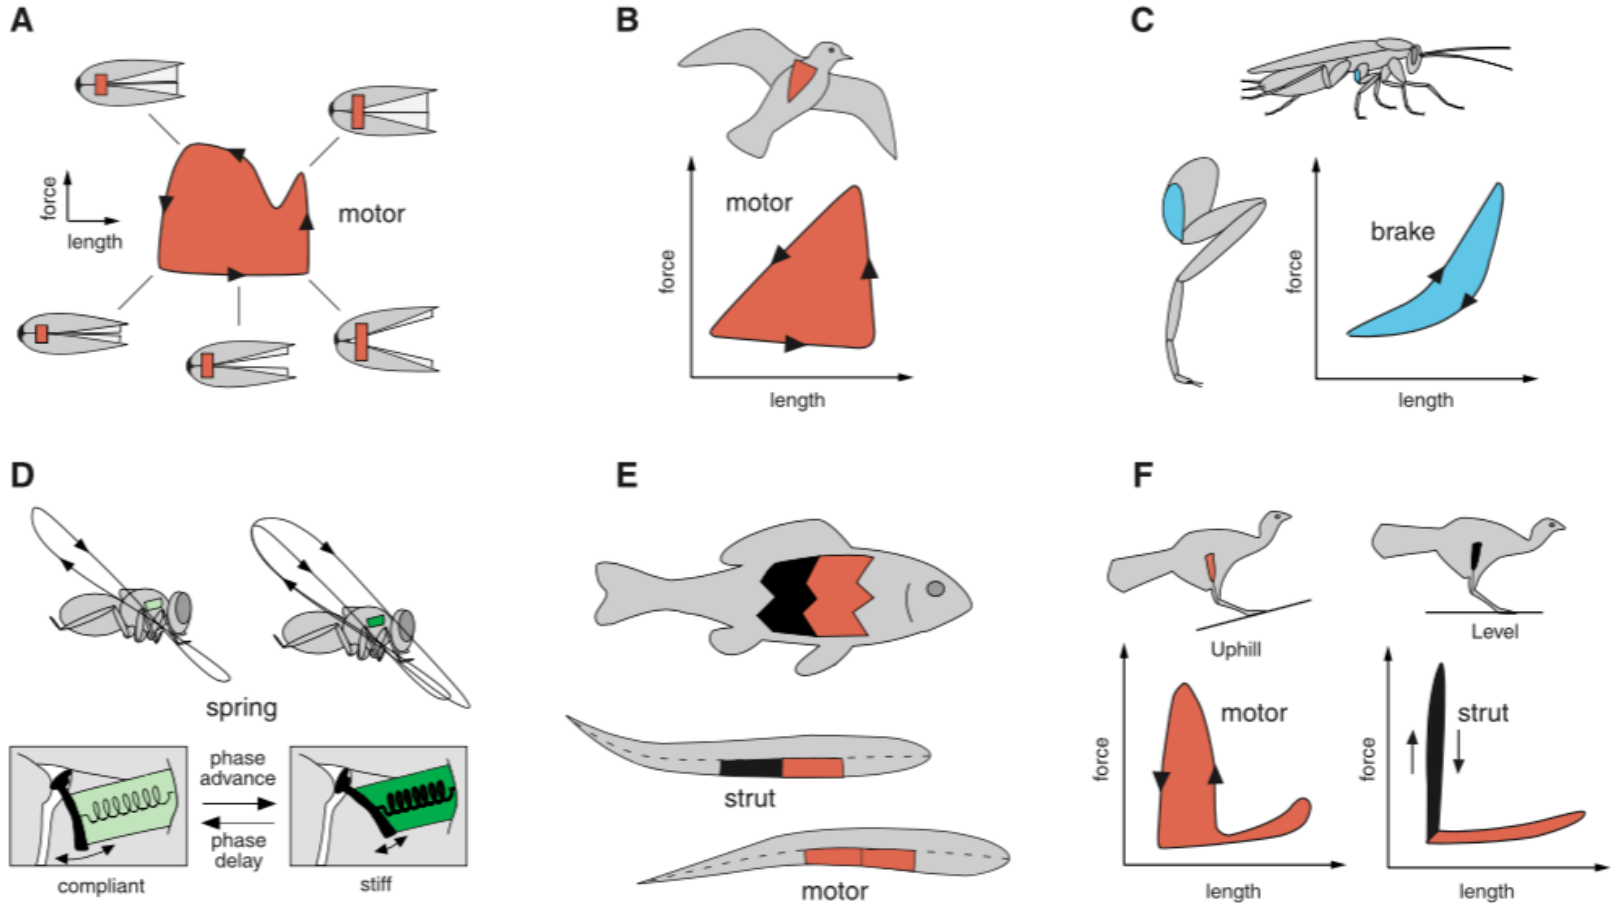 A
force
length
motor
B
motor
force
length
C
brake
force
length
D
spring
phase
advance
phase
delay
compliant
stiff
E
strut
motor
F
Uphill
Level
motor
force
length
strut
force
length